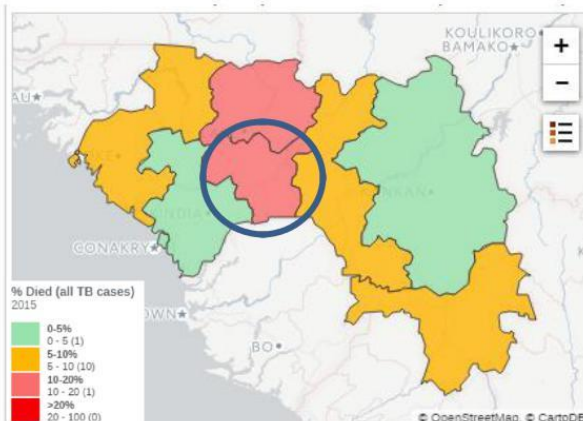 KOULIKORO
BAMAKO
+
−
CONAKRY
BO
% Died (all TB cases)
2015
0-5%
0 - 5 (1)
5-10%
5 - 10 (10)
10-20%
10 - 20 (1)
>20%
20 - 100 (0)
© OpenStreetMap, © CartoDB